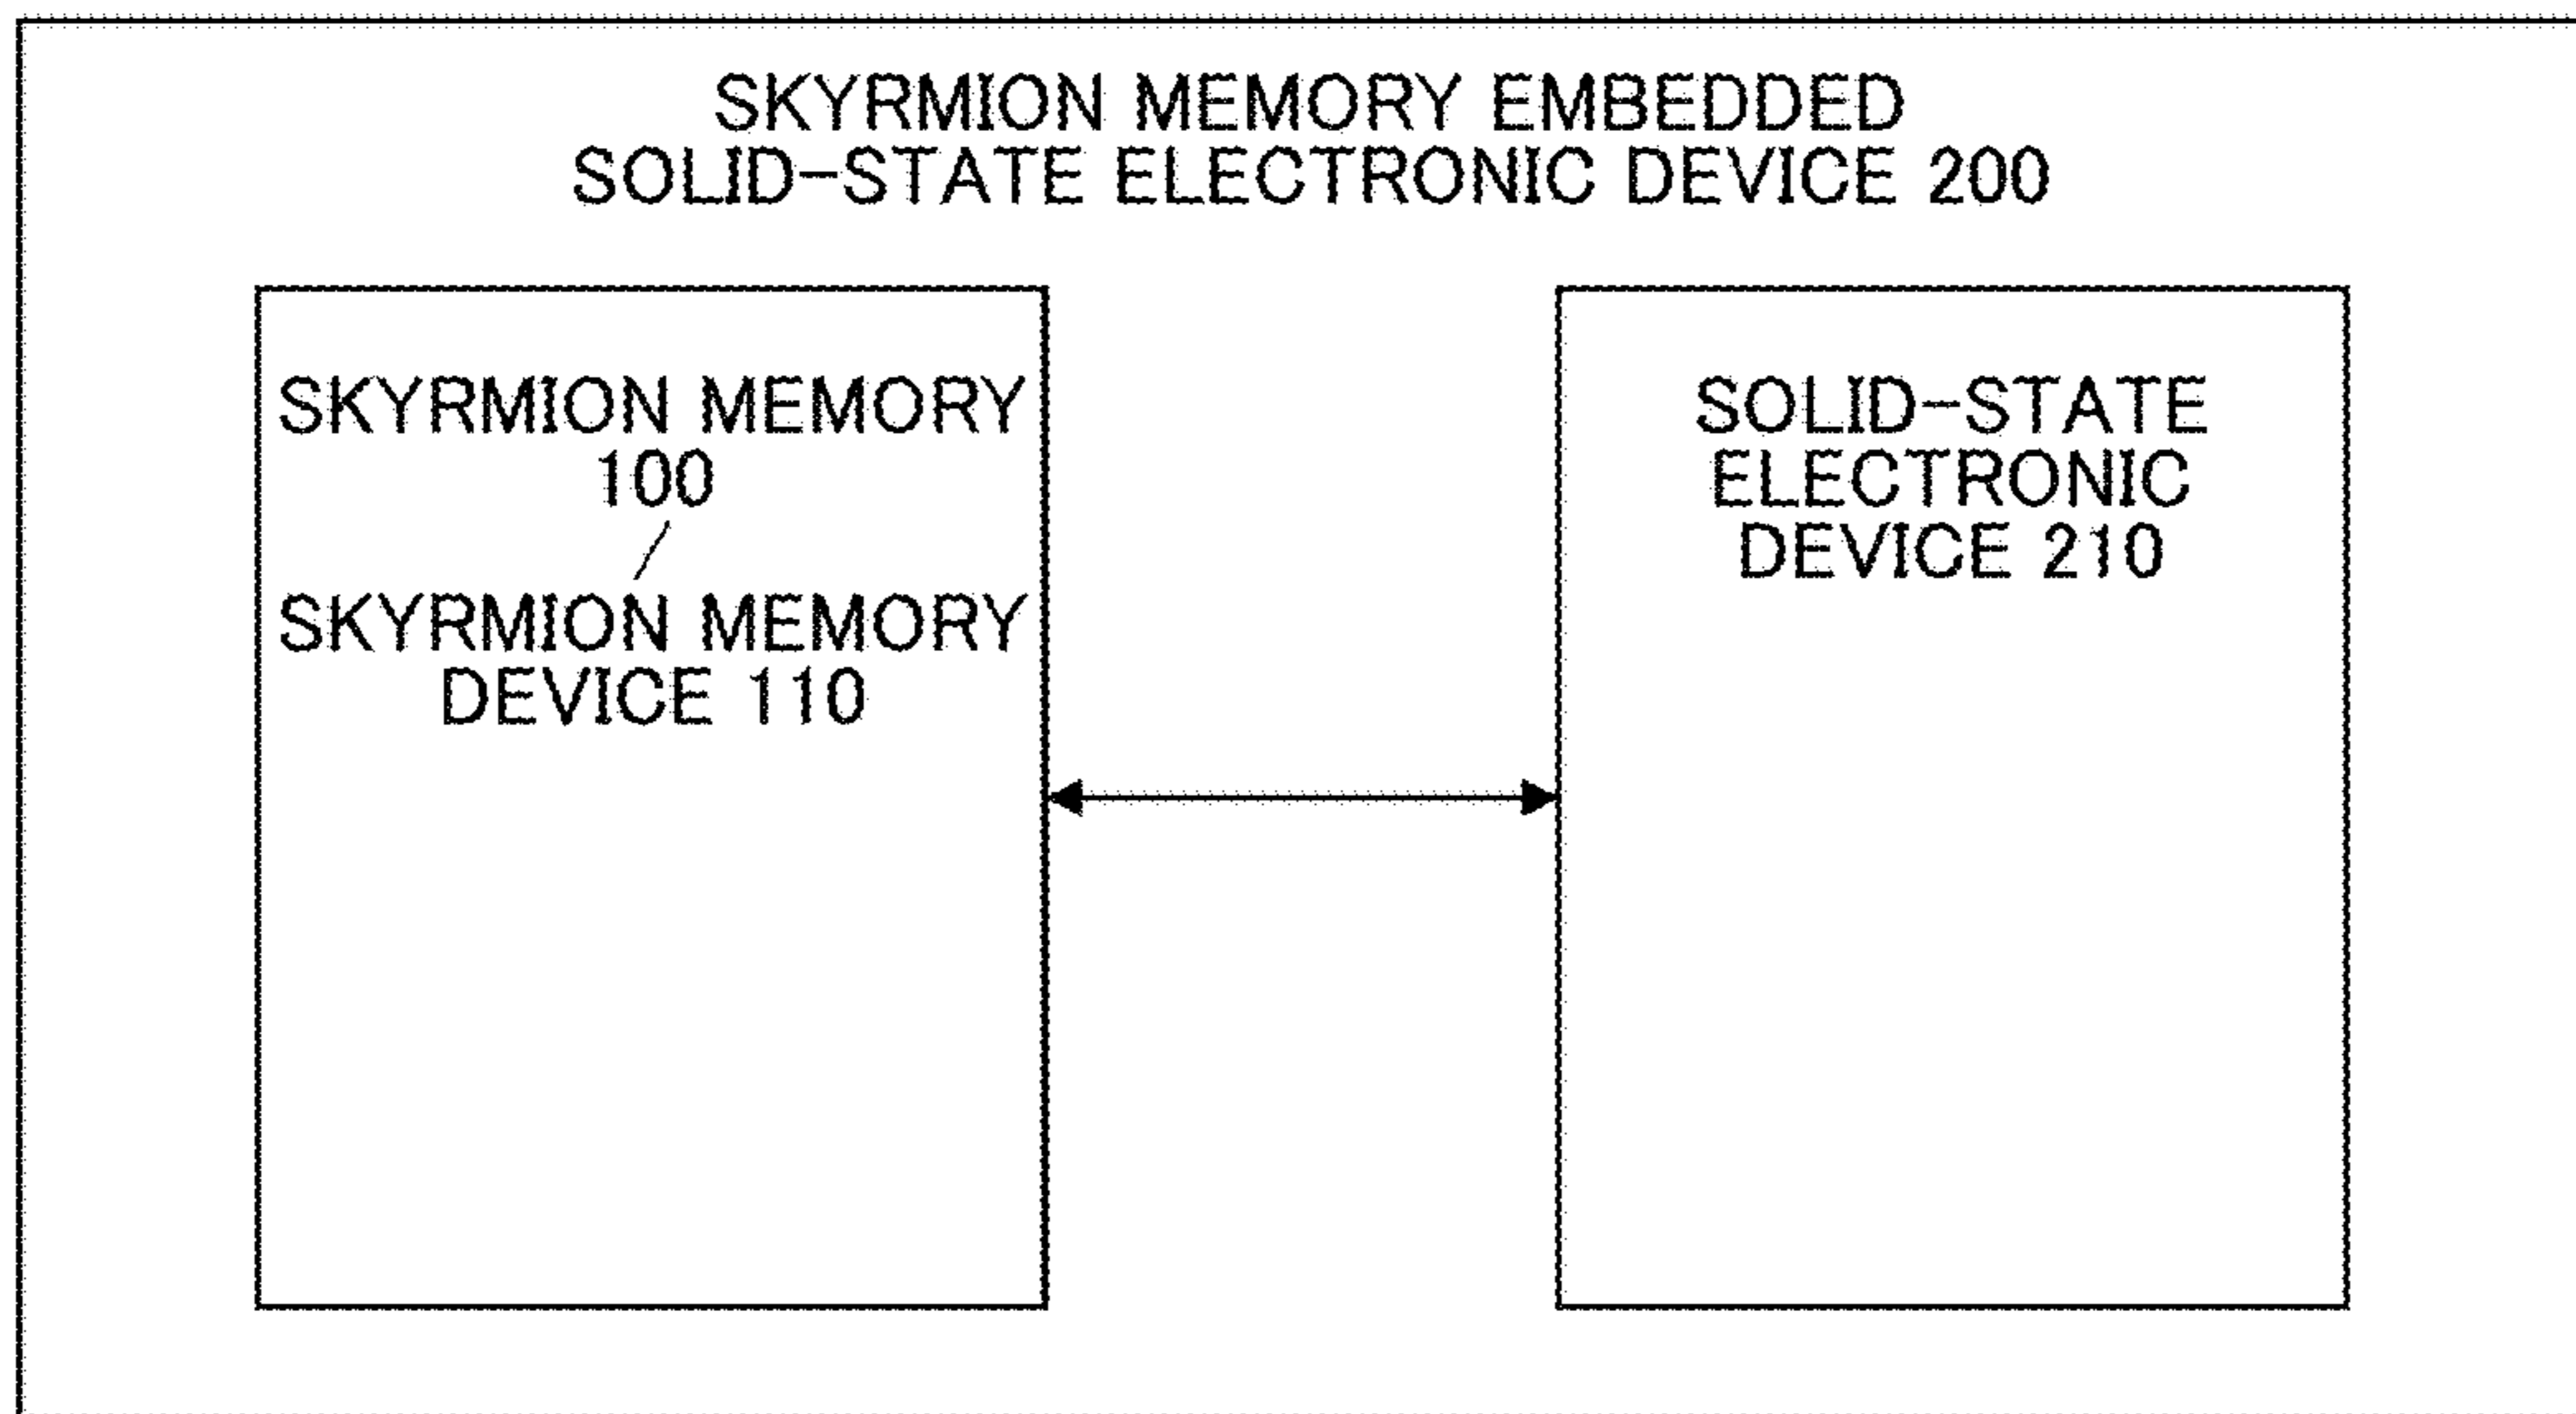 SKYRMION MEMORY EMBEDDED
SOLID-STATE ELECTRONIC DEVICE 200
SKYRMION MEMORY
100
/
SKYRMION MEMORY
DEVICE 110
SOLID-STATE
ELECTRONIC
DEVICE 210